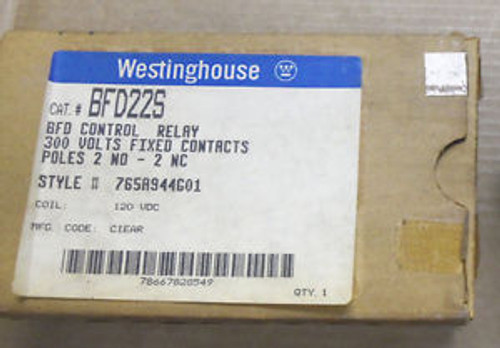 Westinghouse
CAT.# BFD22S
BFD CONTROL RELAY
300 VOLTS FIXED CONTACTS
POLES 2 NO - 2 NC
STYLE # 765A944G01
COIL: 120 VDC
MFG. CODE: C1EAR
78667820549
QTY. 1